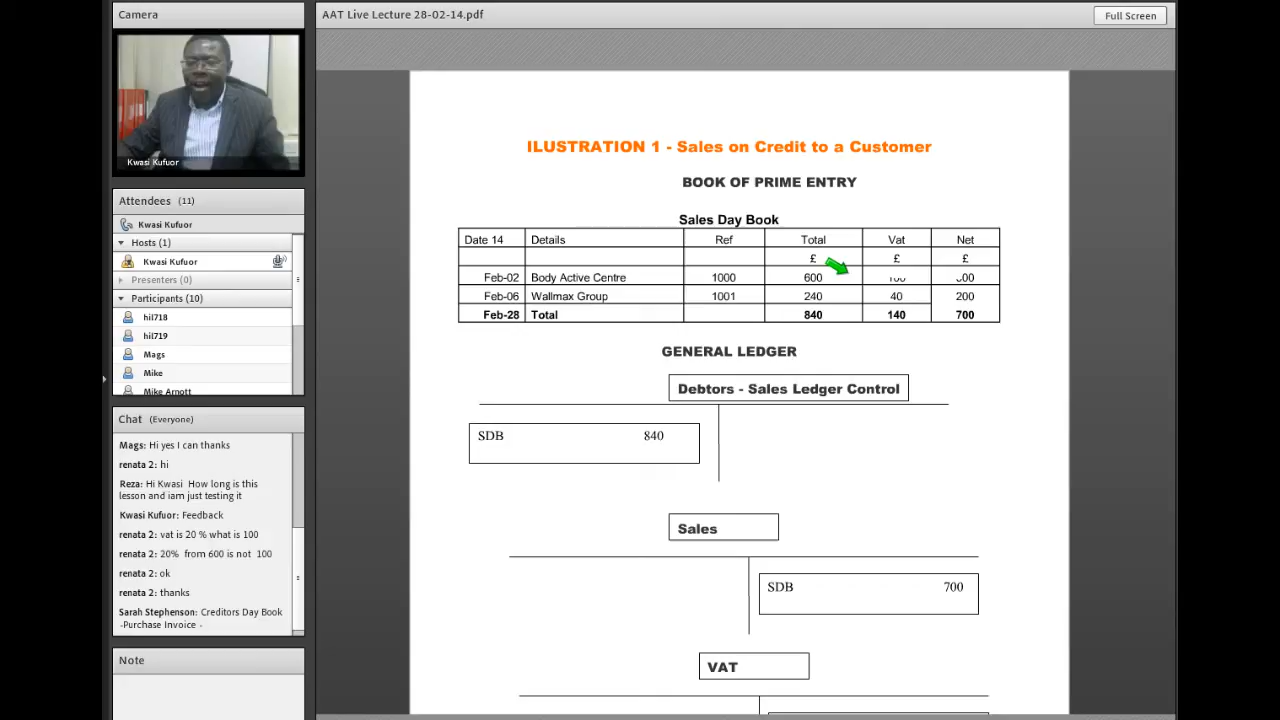 Camera
AAT Live Lecture 28-02-14.pdf
Full Screen
Kwasi Kufuor
Attendees (11)
Kwasi Kufuor
Hosts (1)
Kwasi Kufuor
Presenters (0)
Participants (10)
hil718
hil719
Mags
Mike
Mike Arnott
Chat (Everyone)
Mags: Hi yes I can thanks
renata 2: hi
Reza: Hi Kwasi How long is this
lesson and iam just testing it
Kwasi Kufuor: Feedback
renata 2: vat is 20 % what is 100
renata 2: 20% from 600 is not 100
renata 2: ok
renata 2: thanks
Sarah Stephenson: Creditors Day Book
-Purchase Invoice -
Note
ILUSTRATION 1 - Sales on Credit to a Customer
BOOK OF PRIME ENTRY
Sales Day Book
Date 14 Details Ref Total Vat Net
£ £ £
Feb-02 Body Active Centre 1000 600
Feb-06 Wallmax Group 1001 240 40 200
Feb-28 Total 840 140 700
GENERAL LEDGER
Debtors - Sales Ledger Control
SDB 840
Sales
SDB 700
VAT